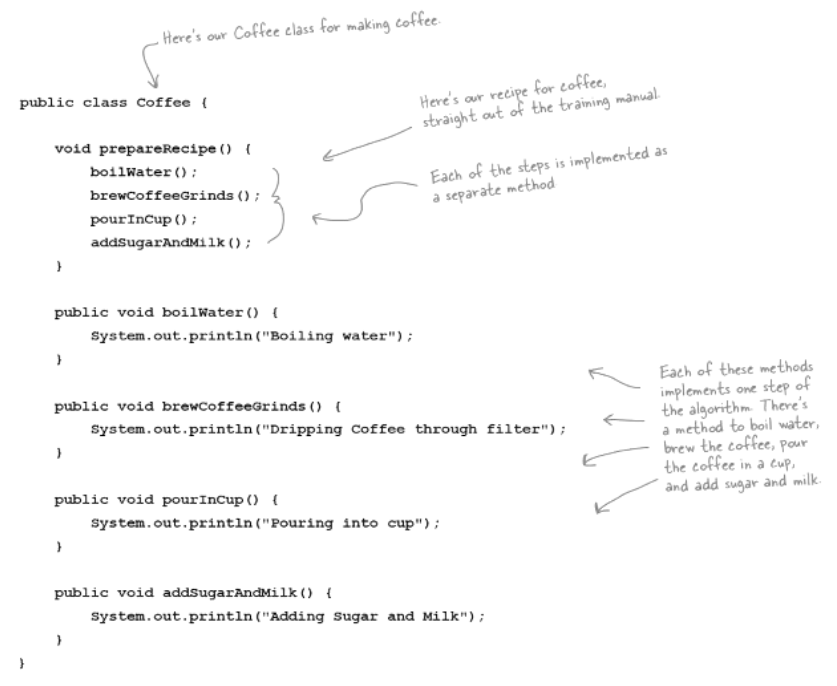 Here's our Coffee class for making coffee.
public class Coffee {
Here's our recipe for coffee,
straight out of the training manual.
void prepareRecipe() {
boilWater();
brewCoffeeGrinds();
pourInCup();
addSugarAndMilk();
}
Each of the steps is implemented as
a separate method.
public void boilWater() {
System.out.println("Boiling water");
}
public void brewCoffeeGrinds() {
System.out.println("Dripping Coffee through filter");
}
Each of these methods
implements one step of
the algorithm. There's
a method to boil water,
brew the coffee, pour
the coffee in a cup,
and add sugar and milk.
public void pourInCup() {
System.out.println("Pouring into cup");
}
public void addSugarAndMilk() {
System.out.println("Adding Sugar and Milk");
}
}